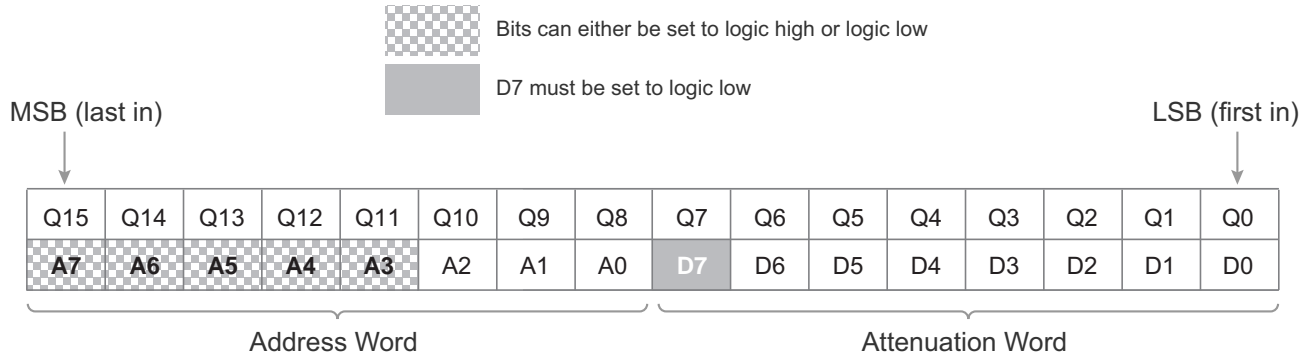 Bits can either be set to logic high or logic low
D7 must be set to logic low
MSB (last in)
LSB (first in)
Q15 Q14 Q13 Q12 Q11 Q10 Q9 Q8 Q7 Q6 Q5 Q4 Q3 Q2 Q1 Q0
A7 A6 A5 A4 A3 A2 A1 A0 D7 D6 D5 D4 D3 D2 D1 D0
Address Word
Attenuation Word